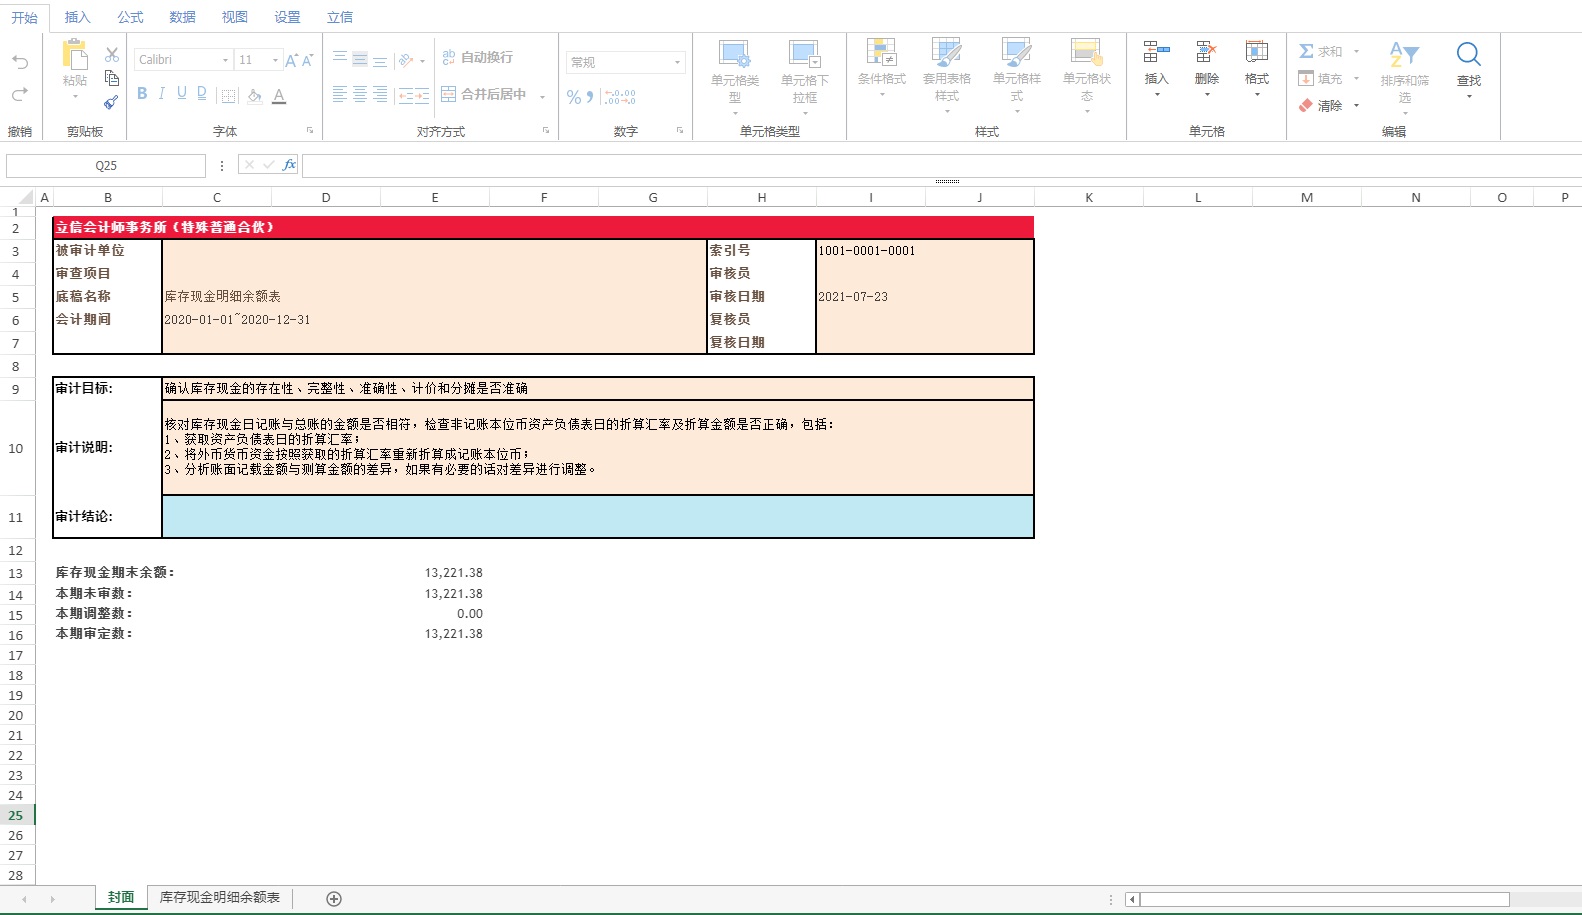 开始 插入 公式 数据 视图 设置 立信
Calibri 11 自动换行 常规
粘贴 合并后居中 单元格类型 单元格下拉框 条件格式 套用表格样式 单元格样式 单元格状态 插入 删除 格式 求和 填充 清除 排序和筛选 查找
撤销 剪贴板 字体 对齐方式 数字 单元格类型 样式 单元格 编辑
Q25 fx
A B C D E F G H I J K L M N O P
1
2 立信会计师事务所（特殊普通合伙）
3 被审计单位 索引号 1001-0001-0001
4 审查项目 审核员
5 底稿名称 库存现金明细余额表 审核日期 2021-07-23
6 会计期间 2020-01-01~2020-12-31 复核员
7 复核日期
8
9 审计目标: 确认库存现金的存在性、完整性、准确性、计价和分摊是否准确
核对库存现金日记账与总账的金额是否相符，检查非记账本位币资产负债表日的折算汇率及折算金额是否正确，包括：
1、获取资产负债表日的折算汇率；
10 审计说明: 2、将外币货币资金按照获取的折算汇率重新折算成记账本位币；
3、分析账面记载金额与测算金额的差异，如果有必要的话对差异进行调整。
11 审计结论:
12
13 库存现金期末余额： 13,221.38
14 本期未审数： 13,221.38
15 本期调整数： 0.00
16 本期审定数： 13,221.38
17
18
19
20
21
22
23
24
25
26
27
28
封面 库存现金明细余额表